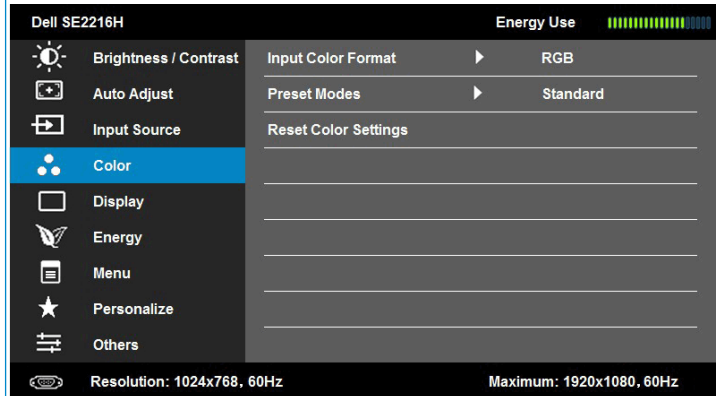 Dell SE2216H Energy Use
Brightness / Contrast Input Color Format RGB
Auto Adjust Preset Modes Standard
Input Source Reset Color Settings
Color
Display
Energy
Menu
Personalize
Others
Resolution: 1024x768, 60Hz Maximum: 1920x1080, 60Hz